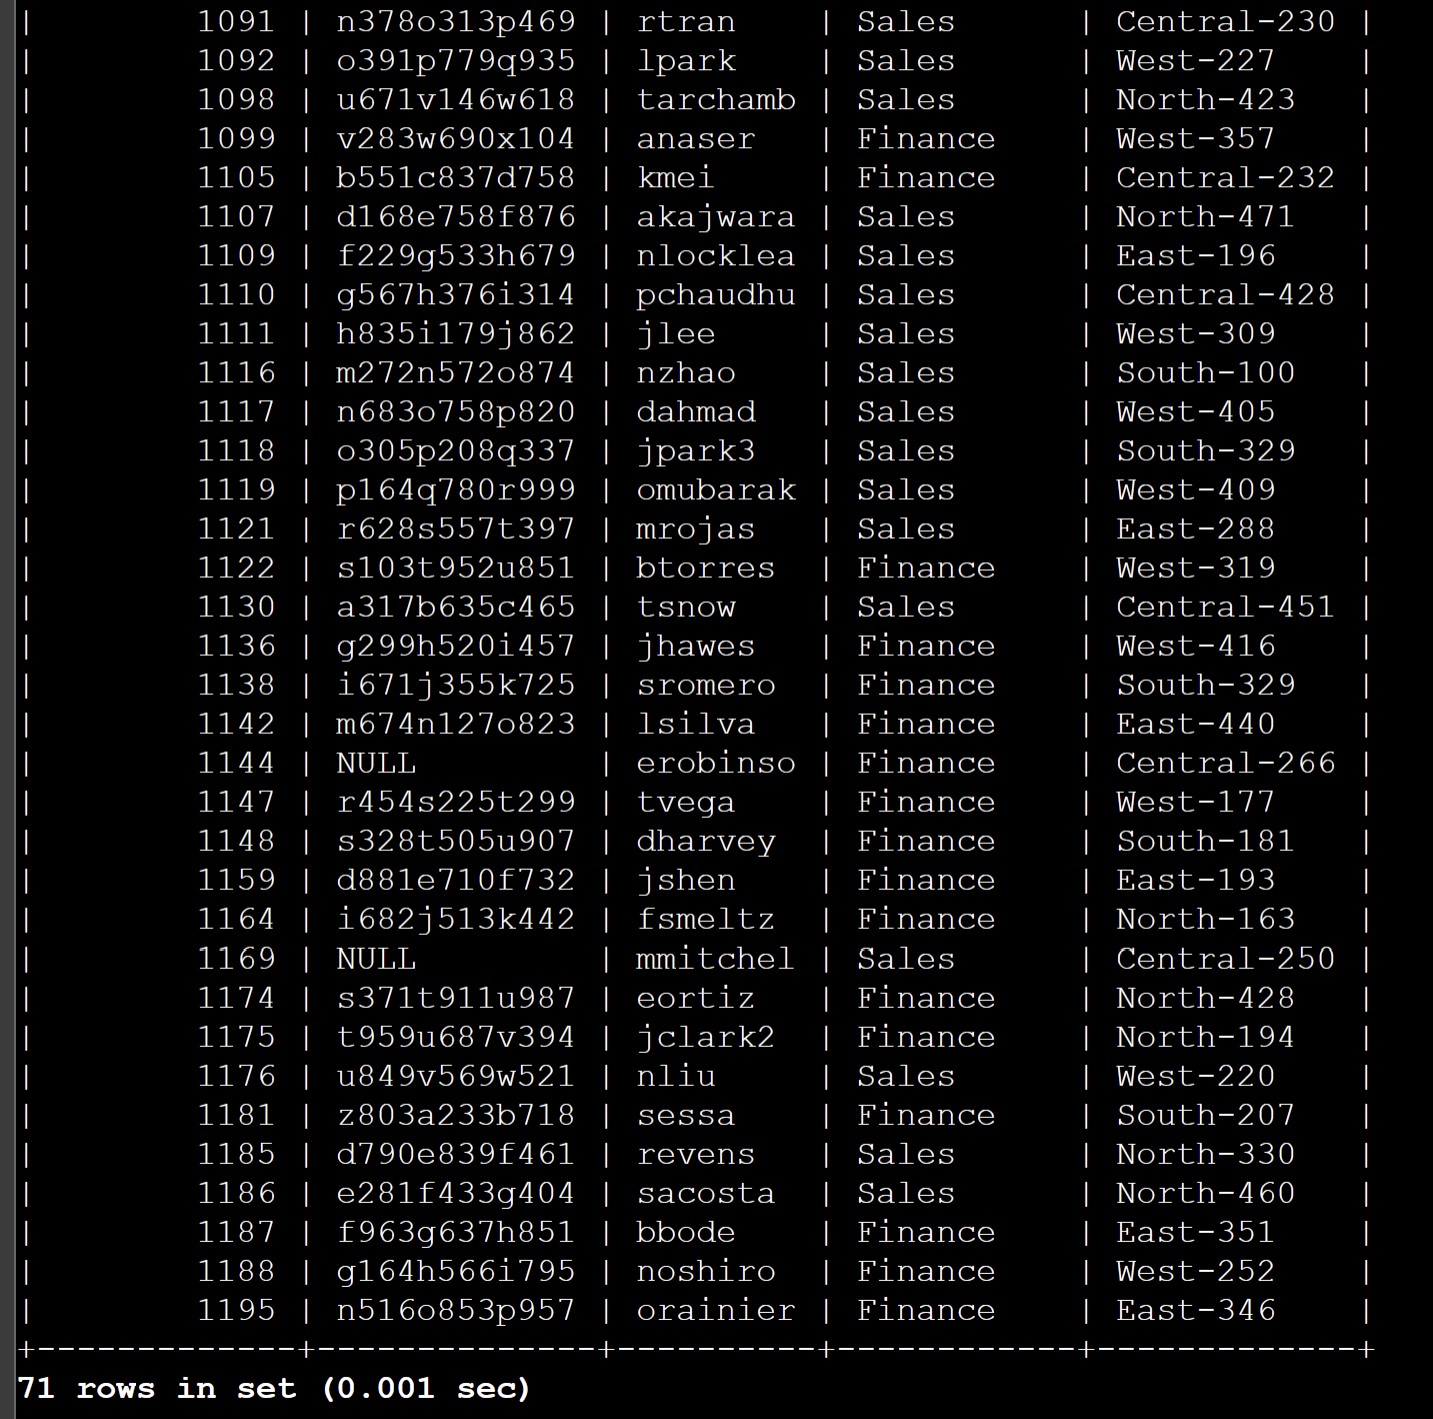 | 1091 | n378o313p469 | rtran | Sales | Central-230 |
| 1092 | o391p779q935 | lpark | Sales | West-227 |
| 1098 | u671v146w618 | tarchamb | Sales | North-423 |
| 1099 | v283w690x104 | anaser | Finance | West-357 |
| 1105 | b551c837d758 | kmei | Finance | Central-232 |
| 1107 | d168e758f876 | akajwara | Sales | North-471 |
| 1109 | f229g533h679 | nlocklea | Sales | East-196 |
| 1110 | g567h376i314 | pchaudhu | Sales | Central-428 |
| 1111 | h835i179j862 | jlee | Sales | West-309 |
| 1116 | m272n572o874 | nzhao | Sales | South-100 |
| 1117 | n683o758p820 | dahmad | Sales | West-405 |
| 1118 | o305p208q337 | jpark3 | Sales | South-329 |
| 1119 | p164q780r999 | omubarak | Sales | West-409 |
| 1121 | r628s557t397 | mrojas | Sales | East-288 |
| 1122 | s103t952u851 | btorres | Finance | West-319 |
| 1130 | a317b635c465 | tsnow | Sales | Central-451 |
| 1136 | g299h520i457 | jhawes | Finance | West-416 |
| 1138 | i671j355k725 | sromero | Finance | South-329 |
| 1142 | m674n127o823 | lsilva | Finance | East-440 |
| 1144 | NULL | erobinso | Finance | Central-266 |
| 1147 | r454s225t299 | tvega | Finance | West-177 |
| 1148 | s328t505u907 | dharvey | Finance | South-181 |
| 1159 | d881e710f732 | jshen | Finance | East-193 |
| 1164 | i682j513k442 | fsmeltz | Finance | North-163 |
| 1169 | NULL | mmitchel | Sales | Central-250 |
| 1174 | s371t911u987 | eortiz | Finance | North-428 |
| 1175 | t959u687v394 | jclark2 | Finance | North-194 |
| 1176 | u849v569w521 | nliu | Sales | West-220 |
| 1181 | z803a233b718 | sessa | Finance | South-207 |
| 1185 | d790e839f461 | revens | Sales | North-330 |
| 1186 | e281f433g404 | sacosta | Sales | North-460 |
| 1187 | f963g637h851 | bbode | Finance | East-351 |
| 1188 | g164h566i795 | noshiro | Finance | West-252 |
| 1195 | n516o853p957 | orainier | Finance | East-346 |
+-------------+--------------+----------+------------+-------------+
71 rows in set (0.001 sec)